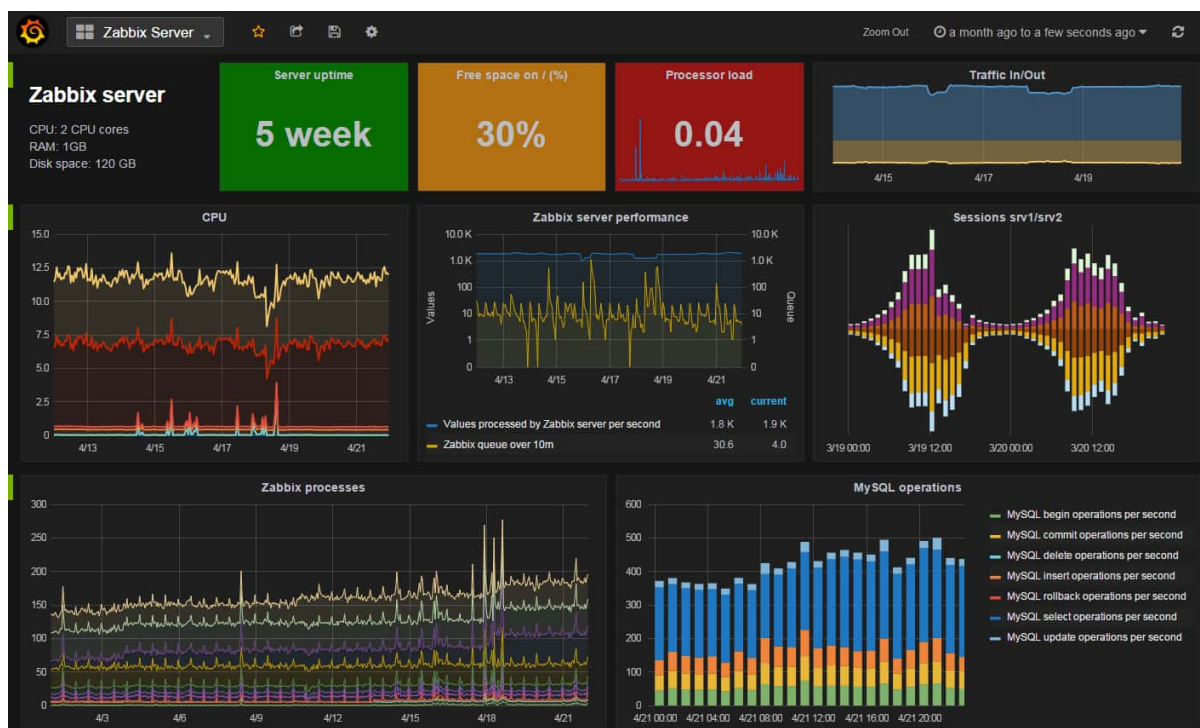 Zabbix Server
Zoom Out
a month ago to a few seconds ago
Zabbix server
CPU: 2 CPU cores
RAM: 1GB
Disk space: 120 GB
Server uptime
5 week
Free space on / (%)
30%
Processor load
0.04
Traffic In/Out
4/15 4/17 4/19
CPU
15.0
12.5
10.0
7.5
5.0
2.5
0
4/13 4/15 4/17 4/19 4/21
Zabbix server performance
10.0 K 10.0 K
1.0 K 1.0 K
100 100
10 10
1 1
0 0
Values
Queue
4/13 4/15 4/17 4/19 4/21
avg current
Values processed by Zabbix server per second 1.8 K 1.9 K
Zabbix queue over 10m 30.6 4.0
Sessions srv1/srv2
3/19 00:00 3/19 12:00 3/20 00:00 3/20 12:00
Zabbix processes
300
250
200
150
100
50
0
4/3 4/6 4/9 4/12 4/15 4/18 4/21
MySQL operations
600
500
400
300
200
100
0
4/21 00:00 4/21 04:00 4/21 08:00 4/21 12:00 4/21 16:00 4/21 20:00
MySQL begin operations per second
MySQL commit operations per second
MySQL delete operations per second
MySQL insert operations per second
MySQL rollback operations per second
MySQL select operations per second
MySQL update operations per second